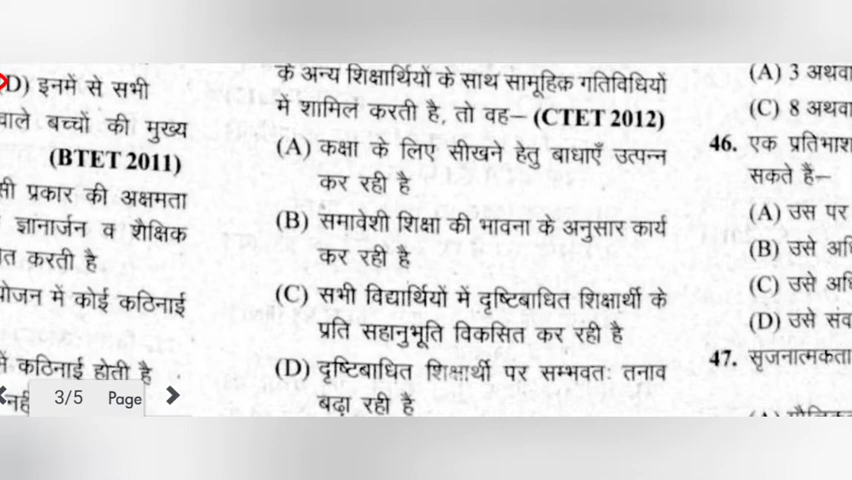 D) इनमें से सभी
वाले बच्चों की मुख्य
(BTET 2011)
सी प्रकार की अक्षमता
ज्ञानार्जन व शैक्षिक
त करती है
योजन में कोई कठिनाई
में कठिनाई होती है
नहीं
3/5 Page
के अन्य शिक्षार्थियों के साथ सामूहिक गतिविधियों
में शामिल करती है, तो वह– (CTET 2012)
(A) कक्षा के लिए सीखने हेतु बाधाएँ उत्पन्न
कर रही है
(B) समावेशी शिक्षा की भावना के अनुसार कार्य
कर रही है
(C) सभी विद्यार्थियों में दृष्टिबाधित शिक्षार्थी के
प्रति सहानुभूति विकसित कर रही है
(D) दृष्टिबाधित शिक्षार्थी पर सम्भवतः तनाव
बढ़ा रही है
(A) 3 अथवा
(C) 8 अथवा
46. एक प्रतिभाश
सकते हैं–
(A) उस पर
(B) उसे अधि
(C) उसे अधि
(D) उसे संव
47. सृजनात्मकता